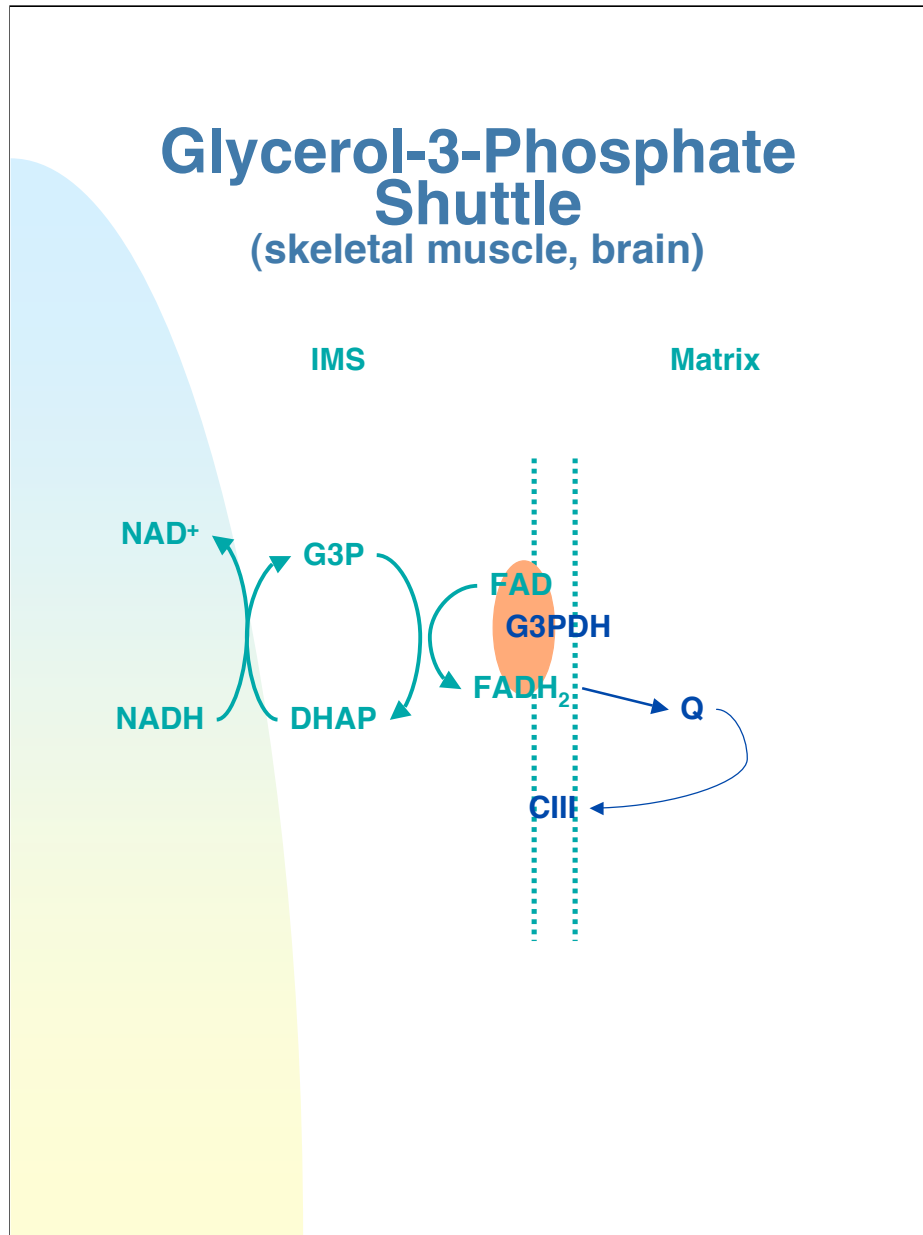 Glycerol-3-Phosphate
Shuttle
(skeletal muscle, brain)
IMS Matrix
NAD⁺ G3P
FAD
G3PDH
FADH₂
NADH DHAP Q
CIII